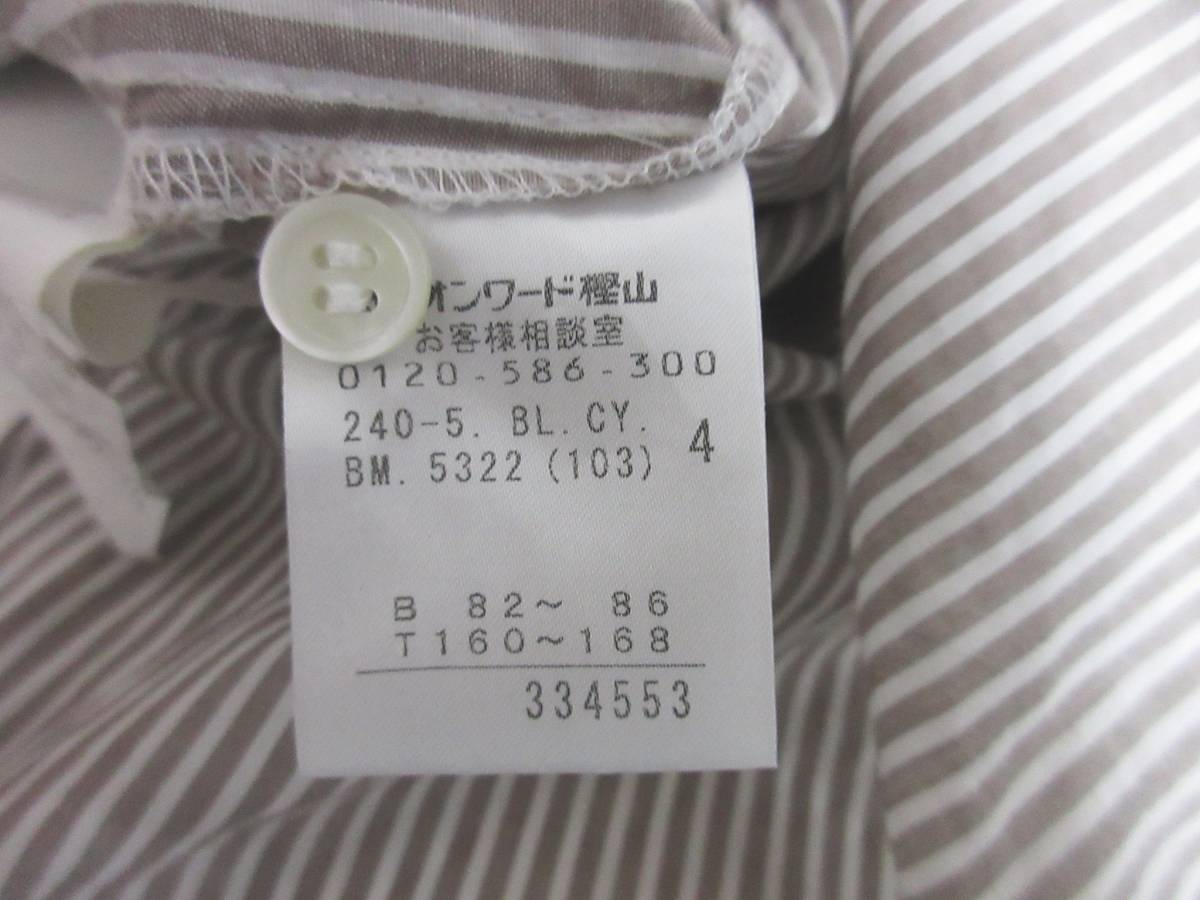 オンワード樫山
お客様相談室
0120-586-300
240-5. BL. CY.
BM. 5322 (103) 4
B 82～ 86
T160～168
334553